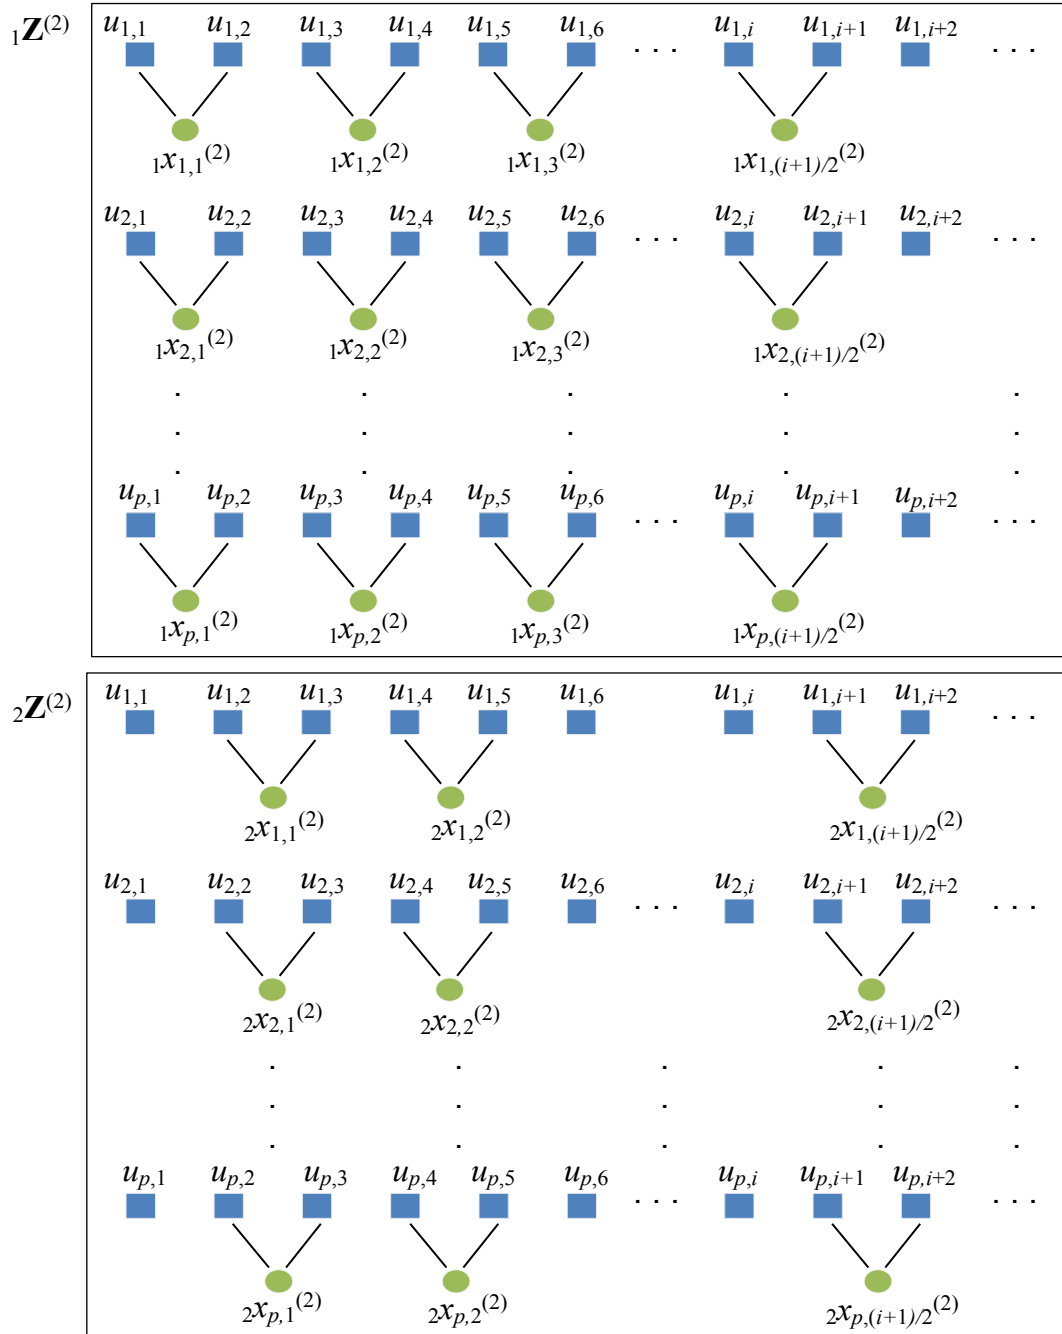 ₁Z⁽²⁾
u₁,₁ u₁,₂ u₁,₃ u₁,₄ u₁,₅ u₁,₆ · · · u₁,ᵢ u₁,ᵢ₊₁ u₁,ᵢ₊₂ · · ·
₁x₁,₁⁽²⁾ ₁x₁,₂⁽²⁾ ₁x₁,₃⁽²⁾ ₁x₁,₍ᵢ₊₁₎/₂⁽²⁾
u₂,₁ u₂,₂ u₂,₃ u₂,₄ u₂,₅ u₂,₆ · · · u₂,ᵢ u₂,ᵢ₊₁ u₂,ᵢ₊₂ · · ·
₁x₂,₁⁽²⁾ ₁x₂,₂⁽²⁾ ₁x₂,₃⁽²⁾ ₁x₂,₍ᵢ₊₁₎/₂⁽²⁾
uₚ,₁ uₚ,₂ uₚ,₃ uₚ,₄ uₚ,₅ uₚ,₆ · · · uₚ,ᵢ uₚ,ᵢ₊₁ uₚ,ᵢ₊₂ · · ·
₁xₚ,₁⁽²⁾ ₁xₚ,₂⁽²⁾ ₁xₚ,₃⁽²⁾ ₁xₚ,₍ᵢ₊₁₎/₂⁽²⁾
₂Z⁽²⁾
u₁,₁ u₁,₂ u₁,₃ u₁,₄ u₁,₅ u₁,₆ u₁,ᵢ u₁,ᵢ₊₁ u₁,ᵢ₊₂ · · ·
₂x₁,₁⁽²⁾ ₂x₁,₂⁽²⁾ ₂x₁,₍ᵢ₊₁₎/₂⁽²⁾
u₂,₁ u₂,₂ u₂,₃ u₂,₄ u₂,₅ u₂,₆ · · · u₂,ᵢ u₂,ᵢ₊₁ u₂,ᵢ₊₂ · · ·
₂x₂,₁⁽²⁾ ₂x₂,₂⁽²⁾ ₂x₂,₍ᵢ₊₁₎/₂⁽²⁾
uₚ,₁ uₚ,₂ uₚ,₃ uₚ,₄ uₚ,₅ uₚ,₆ · · · uₚ,ᵢ uₚ,ᵢ₊₁ uₚ,ᵢ₊₂ · · ·
₂xₚ,₁⁽²⁾ ₂xₚ,₂⁽²⁾ ₂xₚ,₍ᵢ₊₁₎/₂⁽²⁾